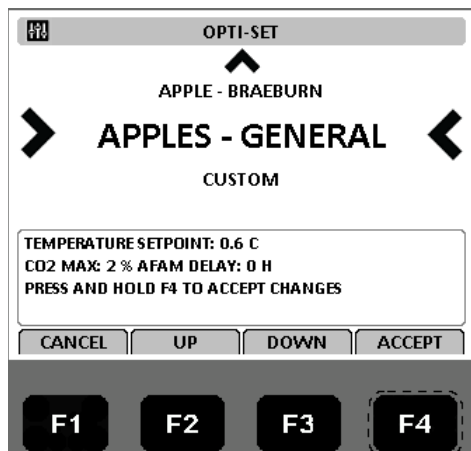 OPTI-SET
APPLE - BRAEBURN
APPLES - GENERAL
CUSTOM
TEMPERATURE SETPOINT: 0.6 C
CO2 MAX: 2 % AFAM DELAY: 0 H
PRESS AND HOLD F4 TO ACCEPT CHANGES
CANCEL UP DOWN ACCEPT
F1 F2 F3 F4